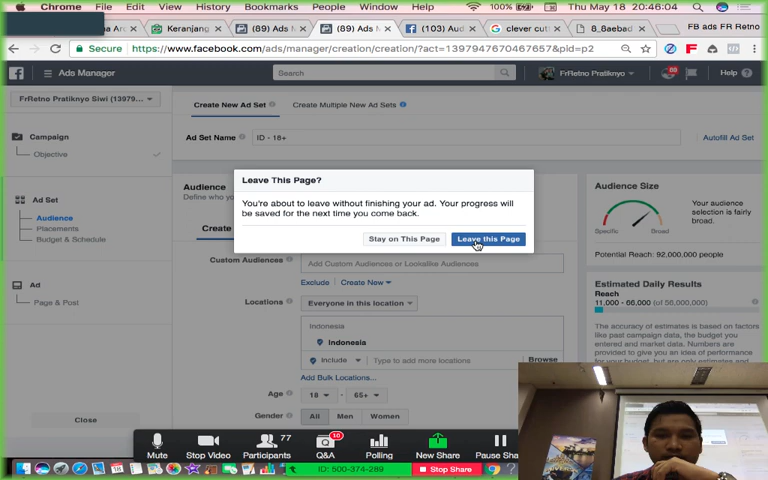 Chrome File Edit View History Bookmarks People Window Help 100% Thu May 18 20:46:04
Keranjang
(89) Ads M
(89) Ads M
(103) Aud
clever cut
8_8aebad
FB ads FR Retno
Secure https://www.facebook.com/ads/manager/creation/creation/?act=1397947670467657&pid=p2
Ads Manager
Search
FrRetno Pratiknyo
89
Help
FrRetno Pratiknyo Siwi (13979...
Create New Ad Set
Create Multiple New Ad Sets
Campaign
Objective
Ad Set Name
ID - 18+
Autofill Ad Set
Leave This Page?
You're about to leave without finishing your ad. Your progress will
be saved for the next time you come back.
Stay on This Page
Leave this Page
Ad Set
Audience
Placements
Budget & Schedule
Ad
Page & Post
Close
Audience
Define who yo
Create
Custom Audiences
Add Custom Audiences or Lookalike Audiences
Exclude
Create New
Locations
Everyone in this location
Indonesia
Indonesia
Include
Type to add more locations
Browse
Add Bulk Locations...
Age
18
-
65+
Gender
All
Men
Women
Audience Size
Specific
Broad
Your audience
selection is fairly
broad.
Potential Reach: 92,000,000 people
Estimated Daily Results
Reach
11,000 - 66,000 (of 56,000,000)
The accuracy of estimates is based on factors
like past campaign data, the budget you
entered and market data. Numbers are
provided to give you an idea of performance
Mute
Stop Video
77
Participants
10
Q&A
Polling
New Share
Pause Sha
ID: 500-374-289
Stop Share